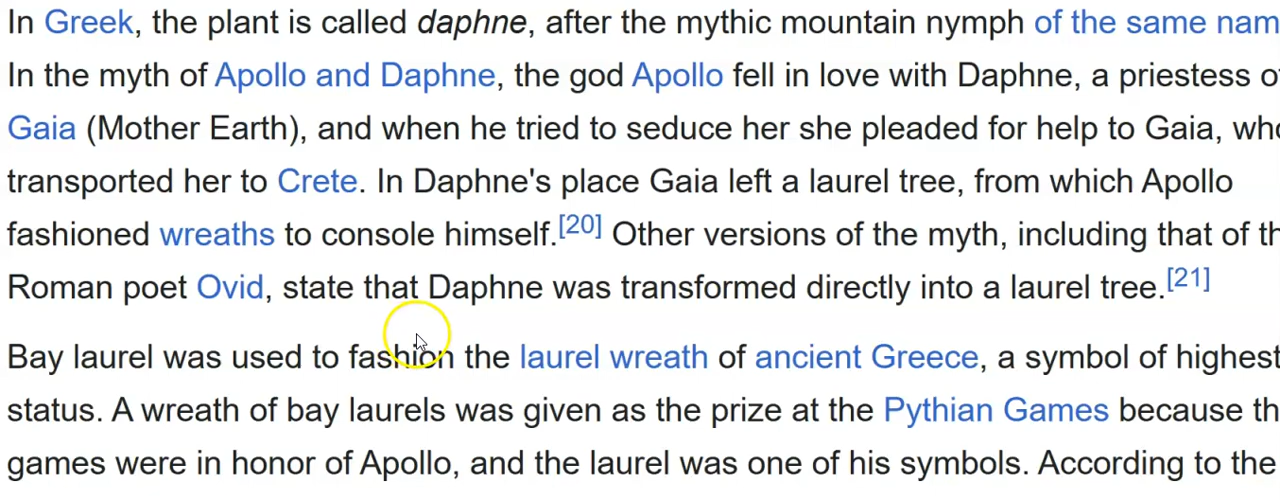 In Greek, the plant is called daphne, after the mythic mountain nymph of the same nam
In the myth of Apollo and Daphne, the god Apollo fell in love with Daphne, a priestess o
Gaia (Mother Earth), and when he tried to seduce her she pleaded for help to Gaia, who
transported her to Crete. In Daphne's place Gaia left a laurel tree, from which Apollo
fashioned wreaths to console himself.[20] Other versions of the myth, including that of th
Roman poet Ovid, state that Daphne was transformed directly into a laurel tree.[21]
Bay laurel was used to fashion the laurel wreath of ancient Greece, a symbol of highest
status. A wreath of bay laurels was given as the prize at the Pythian Games because th
games were in honor of Apollo, and the laurel was one of his symbols. According to the